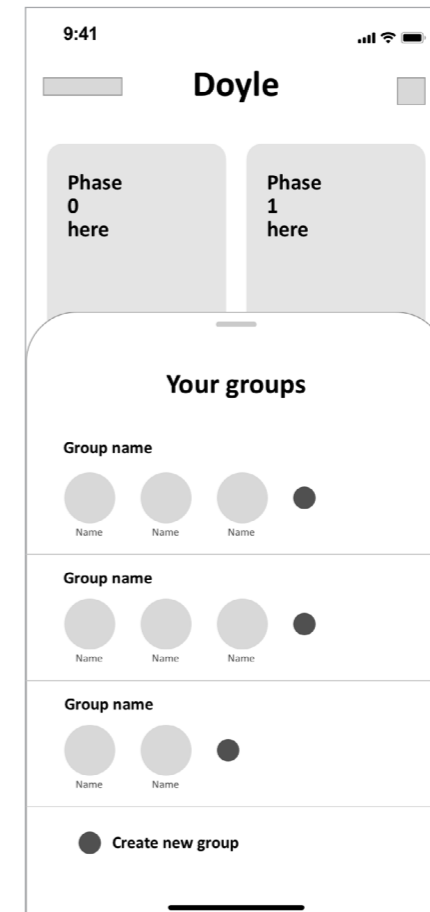 9:41
Doyle
Phase
0
here
Phase
1
here
Your groups
Group name
Name Name Name
Group name
Name Name Name
Group name
Name Name
Create new group